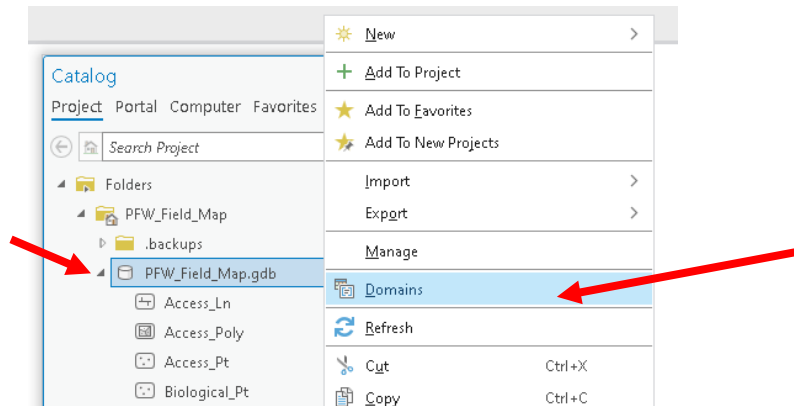 Catalog
Project Portal Computer Favorites
Search Project
Folders
PFW_Field_Map
.backups
PFW_Field_Map.gdb
Access_Ln
Access_Poly
Access_Pt
Biological_Pt
New
Add To Project
Add To Favorites
Add To New Projects
Import
Export
Manage
Domains
Refresh
Cut Ctrl+X
Copy Ctrl+C